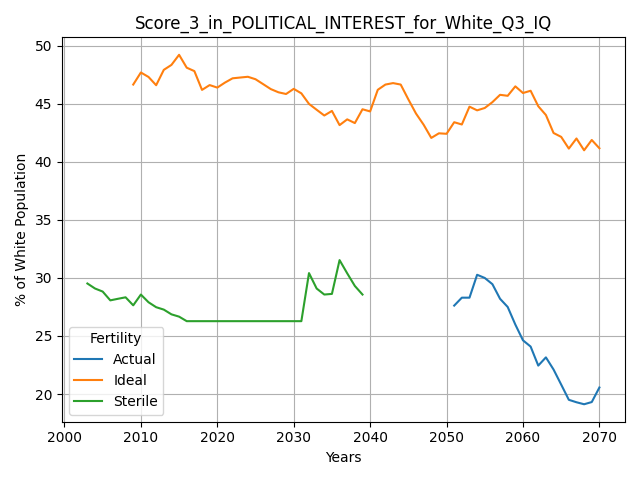 Score_3_in_POLITICAL_INTEREST_for_White_Q3_IQ
% of White Population
50
45
40
35
30
25
20
Fertility
Actual
Ideal
Sterile
2000 2010 2020 2030 2040 2050 2060 2070
Years